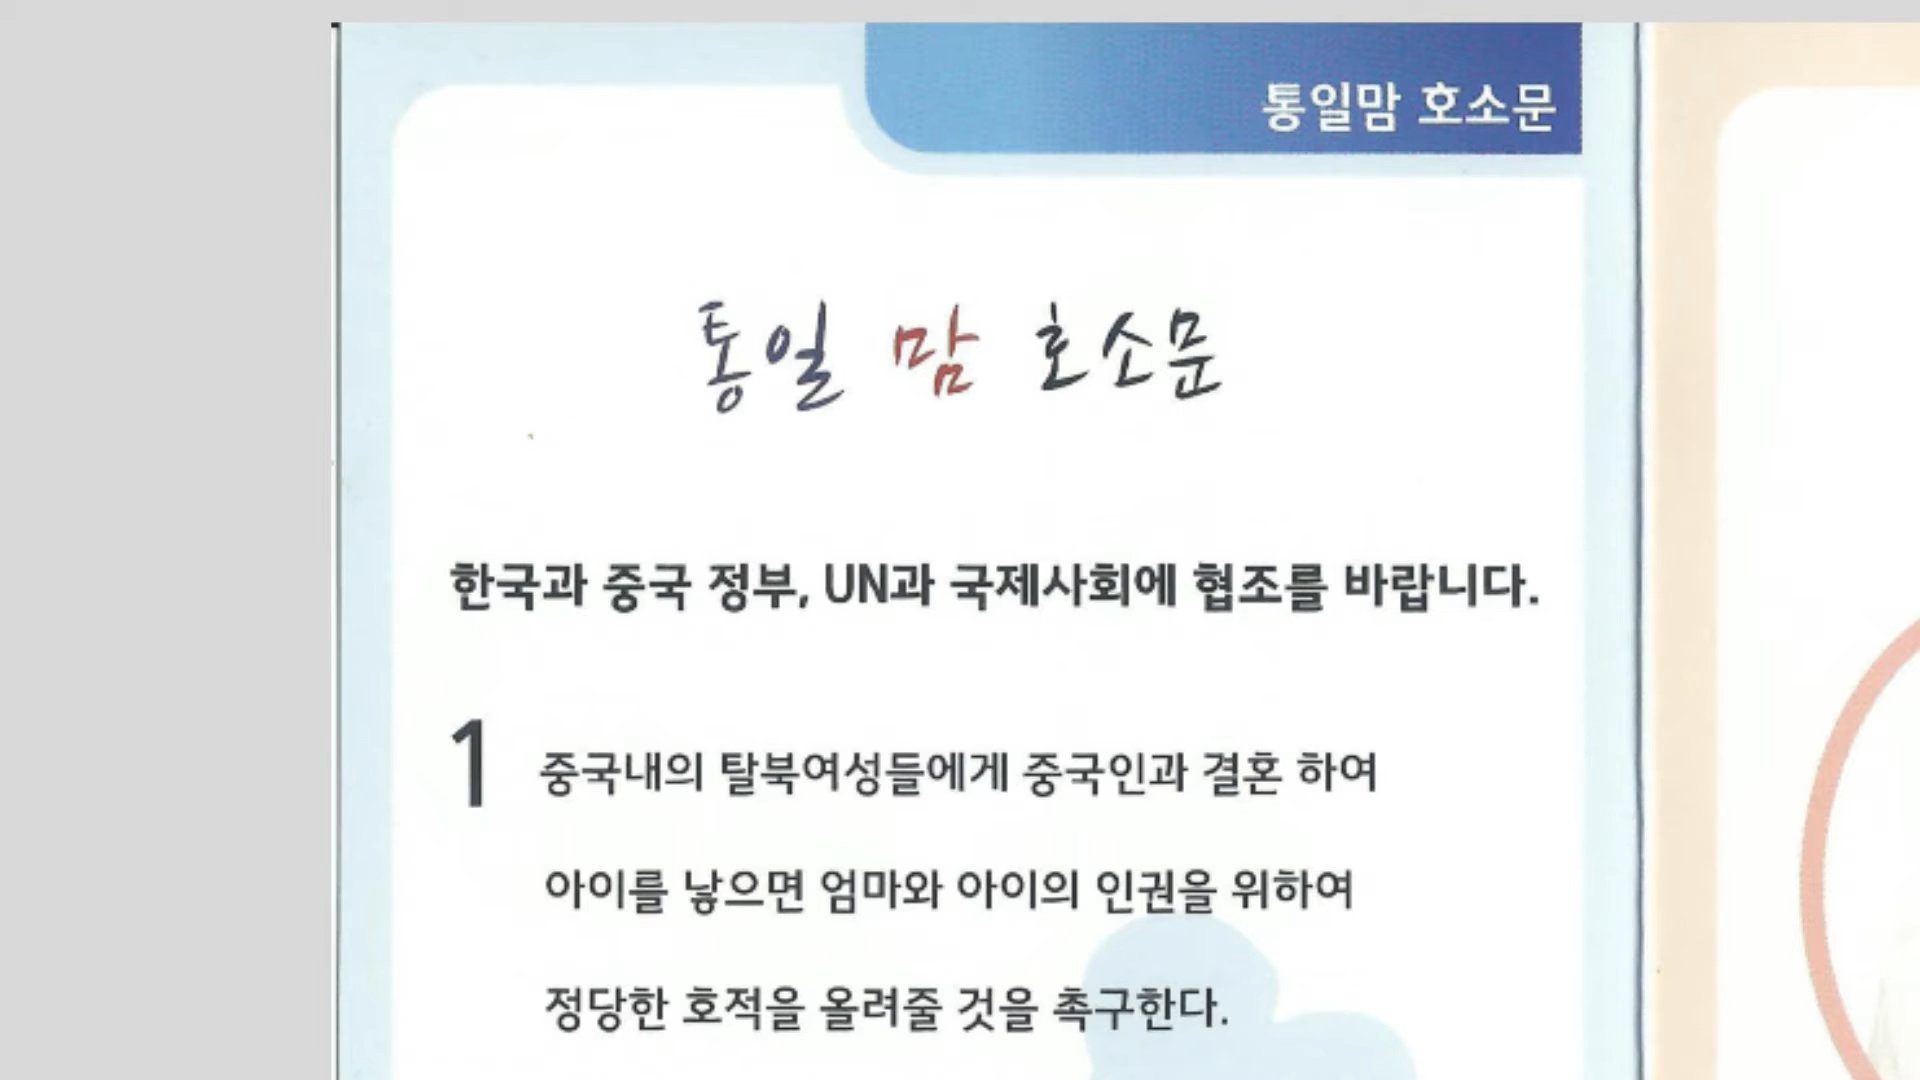 통일맘 호소문
통일 맘 호소문
한국과 중국 정부, UN과 국제사회에 협조를 바랍니다.
1 중국내의 탈북여성들에게 중국인과 결혼 하여
아이를 낳으면 엄마와 아이의 인권을 위하여
정당한 호적을 올려줄 것을 촉구한다.